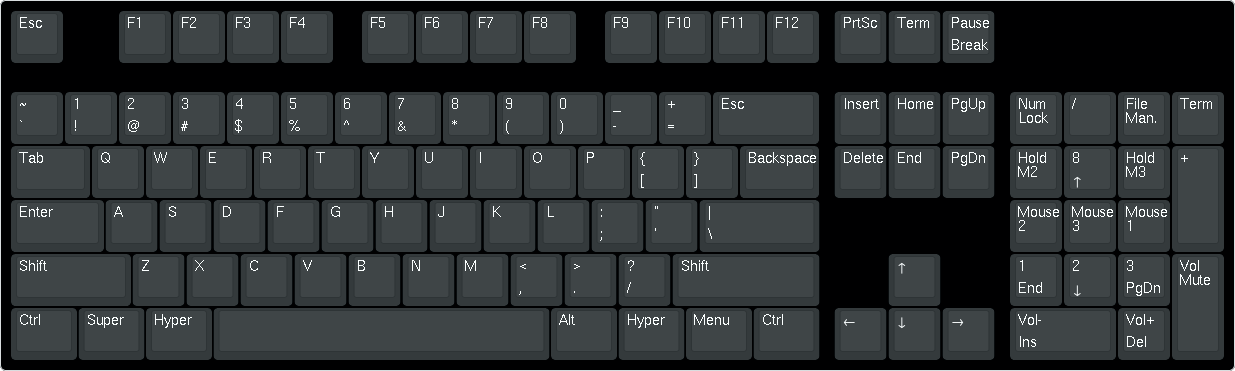 Esc F1 F2 F3 F4 F5 F6 F7 F8 F9 F10 F11 F12 PrtSc Term Pause
Break
~ 1 2 3 4 5 6 7 8 9 0 _ + Esc Insert Home PgUp Num / File Term
Lock Man.
` ! @ # $ % ^ & * ( ) - =
Tab Q W E R T Y U I O P { } Backspace Delete End PgDn Hold 8 Hold +
M2 M3
[ ] ↑
Enter A S D F G H J K L : " | Mouse Mouse Mouse
2 3 1
; ' \
Shift Z X C V B N M < > ? Shift ↑ 1 2 3 Vol
Mute
, . / End ↓ PgDn
Ctrl Super Hyper Alt Hyper Menu Ctrl ← ↓ → Vol- Vol+
Ins Del